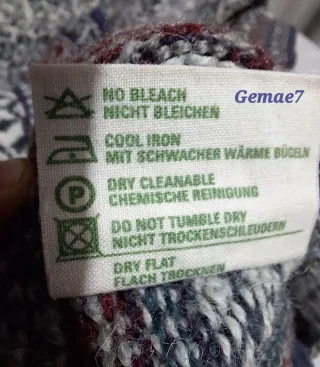 NO BLEACH
Gemae7
NICHT BLEICHEN
COOL IRON
MIT SCHWACHER WÄRME BÜGELN
P
DRY CLEANABLE
CHEMISCHE REINIGUNG
DO NOT TUMBLE DRY
NICHT TROCKENSCHLEUDERN
DRY FLAT
FLACH TROCKNEN